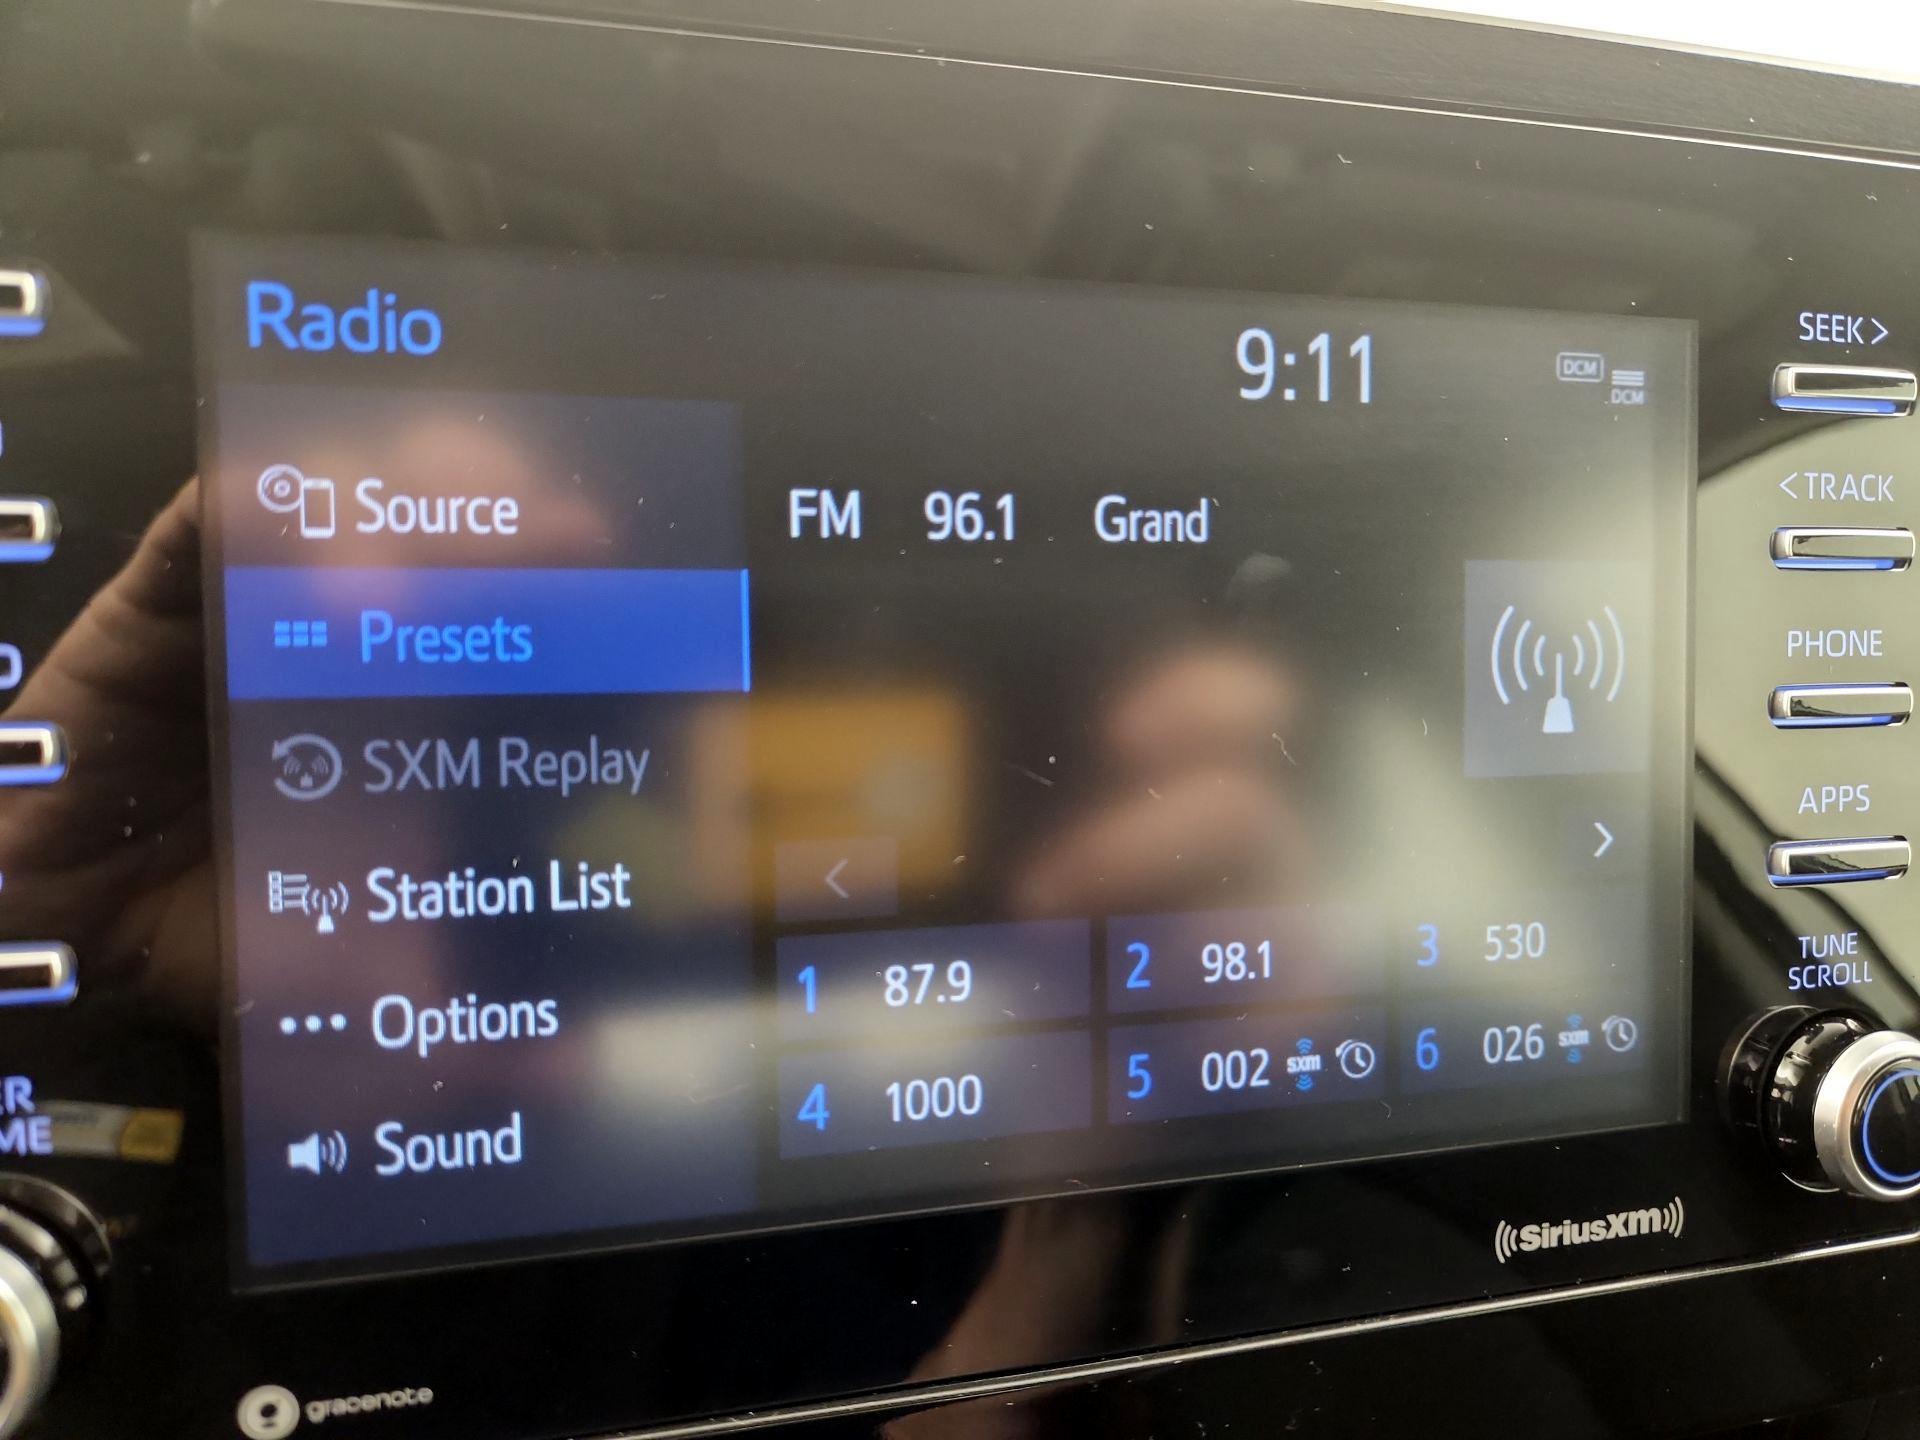 Radio
9:11
DCM
DCM
Source
FM 96.1 Grand
Presets
SXM Replay
Station List
Options
Sound
1 87.9
2 98.1
3 530
4 1000
5 002 sxm
6 026 sxm
SEEK >
< TRACK
PHONE
APPS
TUNE
SCROLL
ER
ME
SiriusXM
gracenote